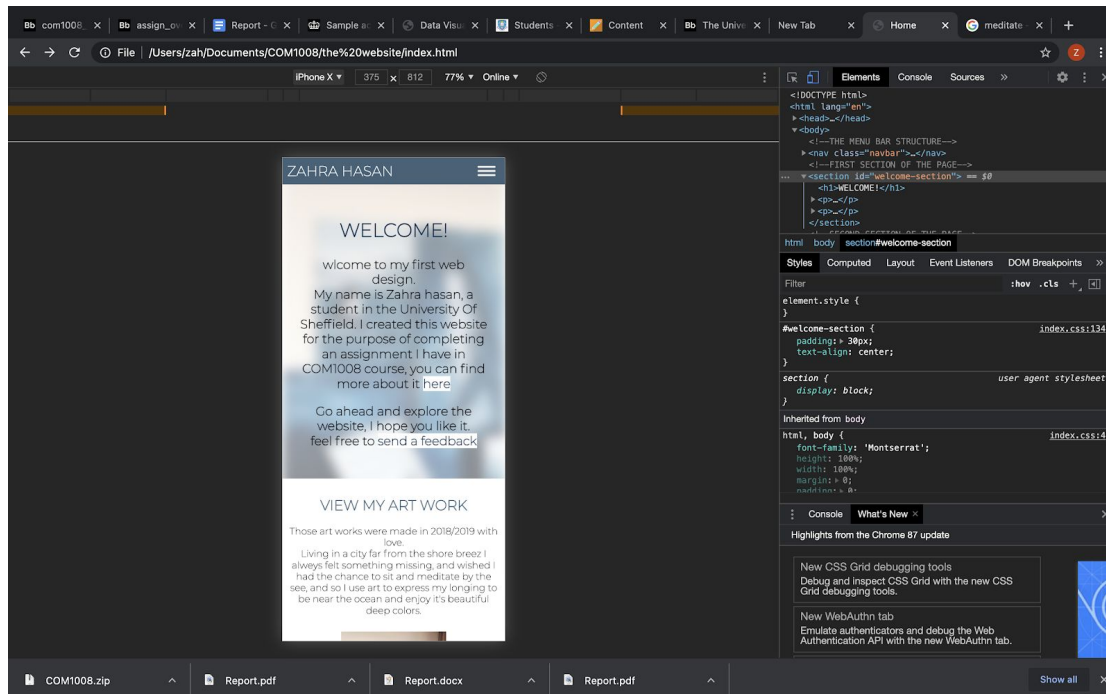 com1008_
assign_ov
Report - G
Sample ac
Data Visu
Students
Content
The Unive
New Tab
Home
meditate -
File | /Users/zah/Documents/COM1008/the%20website/index.html
Z
iPhone X ▾ 375 x 812 77% ▾ Online ▾
Elements Console Sources »
<!DOCTYPE html>
<html lang="en">
▶<head>…</head>
▼<body>
<!--THE MENU BAR STRUCTURE-->
▶<nav class="navbar">…</nav>
<!--FIRST SECTION OF THE PAGE-->
… ▼<section id="welcome-section"> == $0
<h1>WELCOME!</h1>
▶<p>…</p>
▶<p>…</p>
</section>
<!--SECOND SECTION OF THE PAGE-->
html body section#welcome-section
Styles Computed Layout Event Listeners DOM Breakpoints »
Filter :hov .cls +
element.style {
}
#welcome-section { index.css:134
padding:▶ 30px;
text-align: center;
}
section { user agent stylesheet
display: block;
}
Inherited from body
html, body { index.css:4
font-family: 'Montserrat';
height: 100%;
width: 100%;
margin:▶ 0;
padding:▶ 0;
Console What's New ×
Highlights from the Chrome 87 update
New CSS Grid debugging tools
Debug and inspect CSS Grid with the new CSS
Grid debugging tools.
New WebAuthn tab
Emulate authenticators and debug the Web
Authentication API with the new WebAuthn tab.
ZAHRA HASAN
WELCOME!
wlcome to my first web
design.
My name is Zahra hasan, a
student in the University Of
Sheffield. I created this website
for the purpose of completing
an assignment I have in
COM1008 course, you can find
more about it here
Go ahead and explore the
website, I hope you like it.
feel free to send a feedback
VIEW MY ART WORK
Those art works were made in 2018/2019 with
love.
Living in a city far from the shore breez I
alweys felt something missing, and wished I
had the chance to sit and meditate by the
see, and so I use art to express my longing to
be near the ocean and enjoy it's beautiful
deep colors.
COM1008.zip
Report.pdf
Report.docx
Report.pdf
Show all